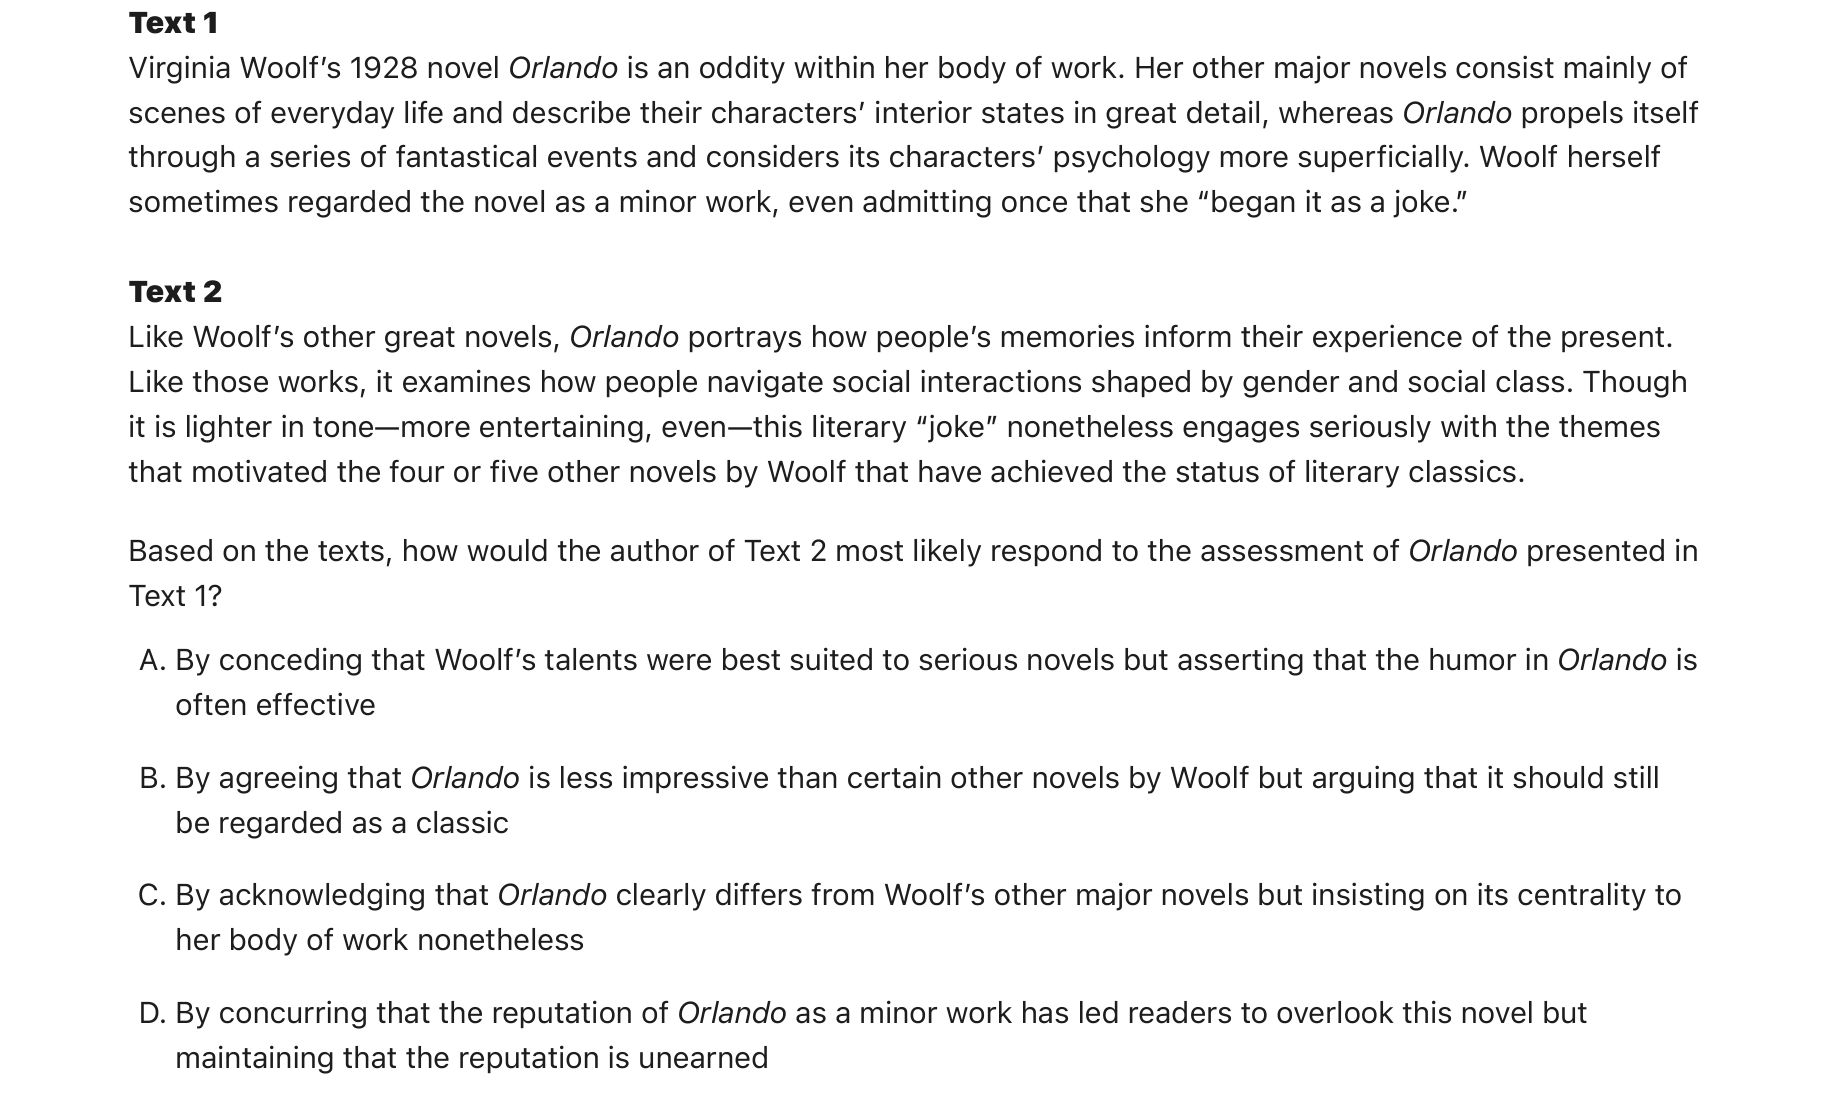 Text 1
Virginia Woolf’s 1928 novel Orlando is an oddity within her body of work. Her other major novels consist mainly of
scenes of everyday life and describe their characters’ interior states in great detail, whereas Orlando propels itself
through a series of fantastical events and considers its characters’ psychology more superficially. Woolf herself
sometimes regarded the novel as a minor work, even admitting once that she “began it as a joke.”
Text 2
Like Woolf’s other great novels, Orlando portrays how people’s memories inform their experience of the present.
Like those works, it examines how people navigate social interactions shaped by gender and social class. Though
it is lighter in tone—more entertaining, even—this literary “joke” nonetheless engages seriously with the themes
that motivated the four or five other novels by Woolf that have achieved the status of literary classics.
Based on the texts, how would the author of Text 2 most likely respond to the assessment of Orlando presented in
Text 1?
A. By conceding that Woolf’s talents were best suited to serious novels but asserting that the humor in Orlando is
often effective
B. By agreeing that Orlando is less impressive than certain other novels by Woolf but arguing that it should still
be regarded as a classic
C. By acknowledging that Orlando clearly differs from Woolf’s other major novels but insisting on its centrality to
her body of work nonetheless
D. By concurring that the reputation of Orlando as a minor work has led readers to overlook this novel but
maintaining that the reputation is unearned